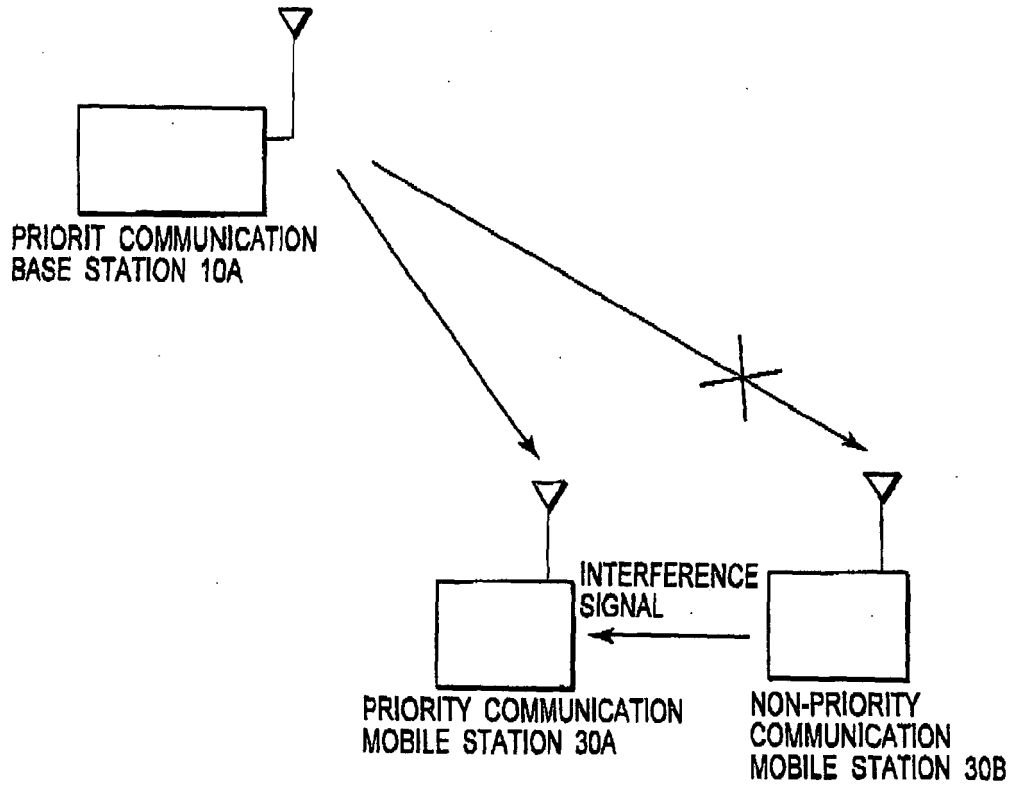 PRIORIT COMMUNICATION
BASE STATION 10A
INTERFERENCE
SIGNAL
PRIORITY COMMUNICATION
MOBILE STATION 30A
NON-PRIORITY
COMMUNICATION
MOBILE STATION 30B